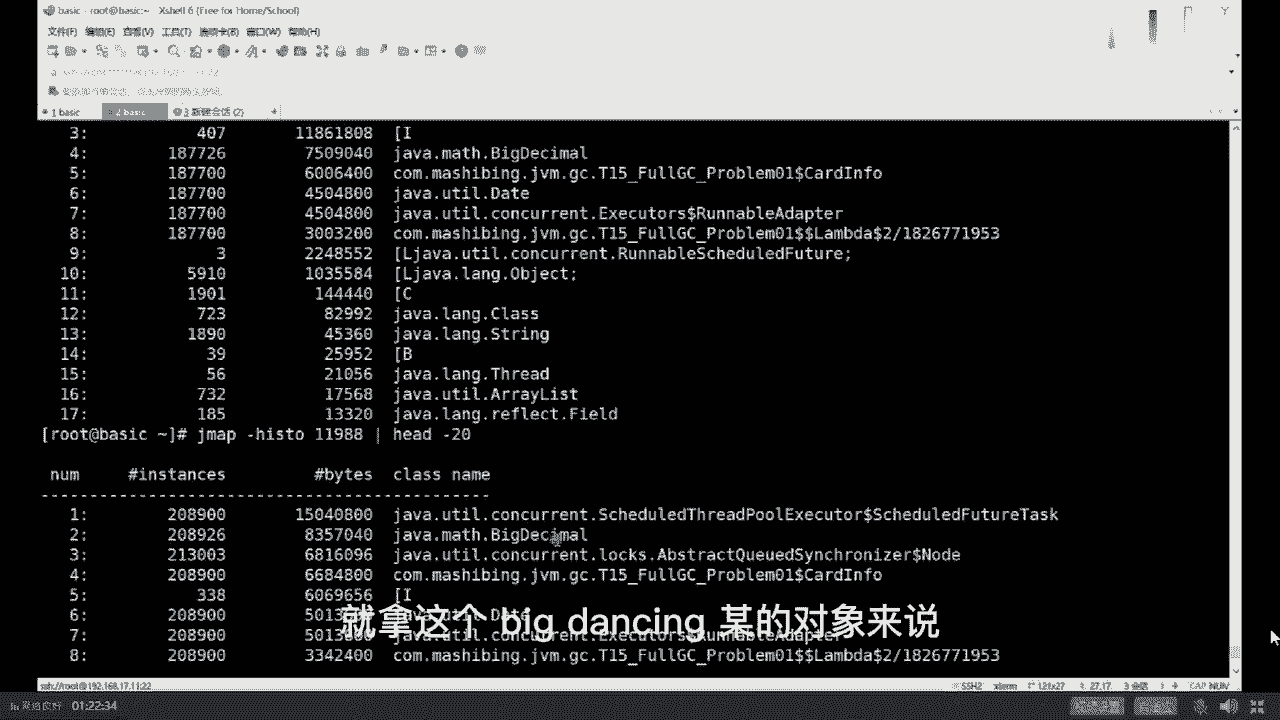 basic - root@basic:~ - Xshell 6 (Free for Home/School)
文件(F) 编辑(E) 查看(V) 工具(T) 选项卡(B) 窗口(W) 帮助(H)
1 basic 2 basic 3 新建会话 (2) +
3: 407 11861808 [I
4: 187726 7509040 java.math.BigDecimal
5: 187700 6006400 com.mashibing.jvm.gc.T15_FullGC_Problem01$CardInfo
6: 187700 4504800 java.util.Date
7: 187700 4504800 java.util.concurrent.Executors$RunnableAdapter
8: 187700 3003200 com.mashibing.jvm.gc.T15_FullGC_Problem01$$Lambda$2/1826771953
9: 3 2248552 [Ljava.util.concurrent.RunnableScheduledFuture;
10: 5910 1035584 [Ljava.lang.Object;
11: 1901 144440 [C
12: 723 82992 java.lang.Class
13: 1890 45360 java.lang.String
14: 39 25952 [B
15: 56 21056 java.lang.Thread
16: 732 17568 java.util.ArrayList
17: 185 13320 java.lang.reflect.Field
[root@basic ~]# jmap -histo 11988 | head -20
num #instances #bytes class name
----------------------------------------------
1: 208900 15040800 java.util.concurrent.ScheduledThreadPoolExecutor$ScheduledFutureTask
2: 208926 8357040 java.math.BigDecimal
3: 213023 6816096 java.util.concurrent.locks.AbstractQueuedSynchronizer$Node
4: 208900 6684800 com.mashibing.jvm.gc.T15_FullGC_Problem01$CardInfo
5: 338 6069656 [I
6: 208900
7: 208900
8: 208900 3342400 com.mashibing.jvm.gc.T15_FullGC_Problem01$$Lambda$2/1826771953
就拿这个 big dancing 某的对象来说
ssh://root@192.168.17.11:22 SSH2 xterm 121x27 27,17 3 会话 CAP NUM
01:22:34